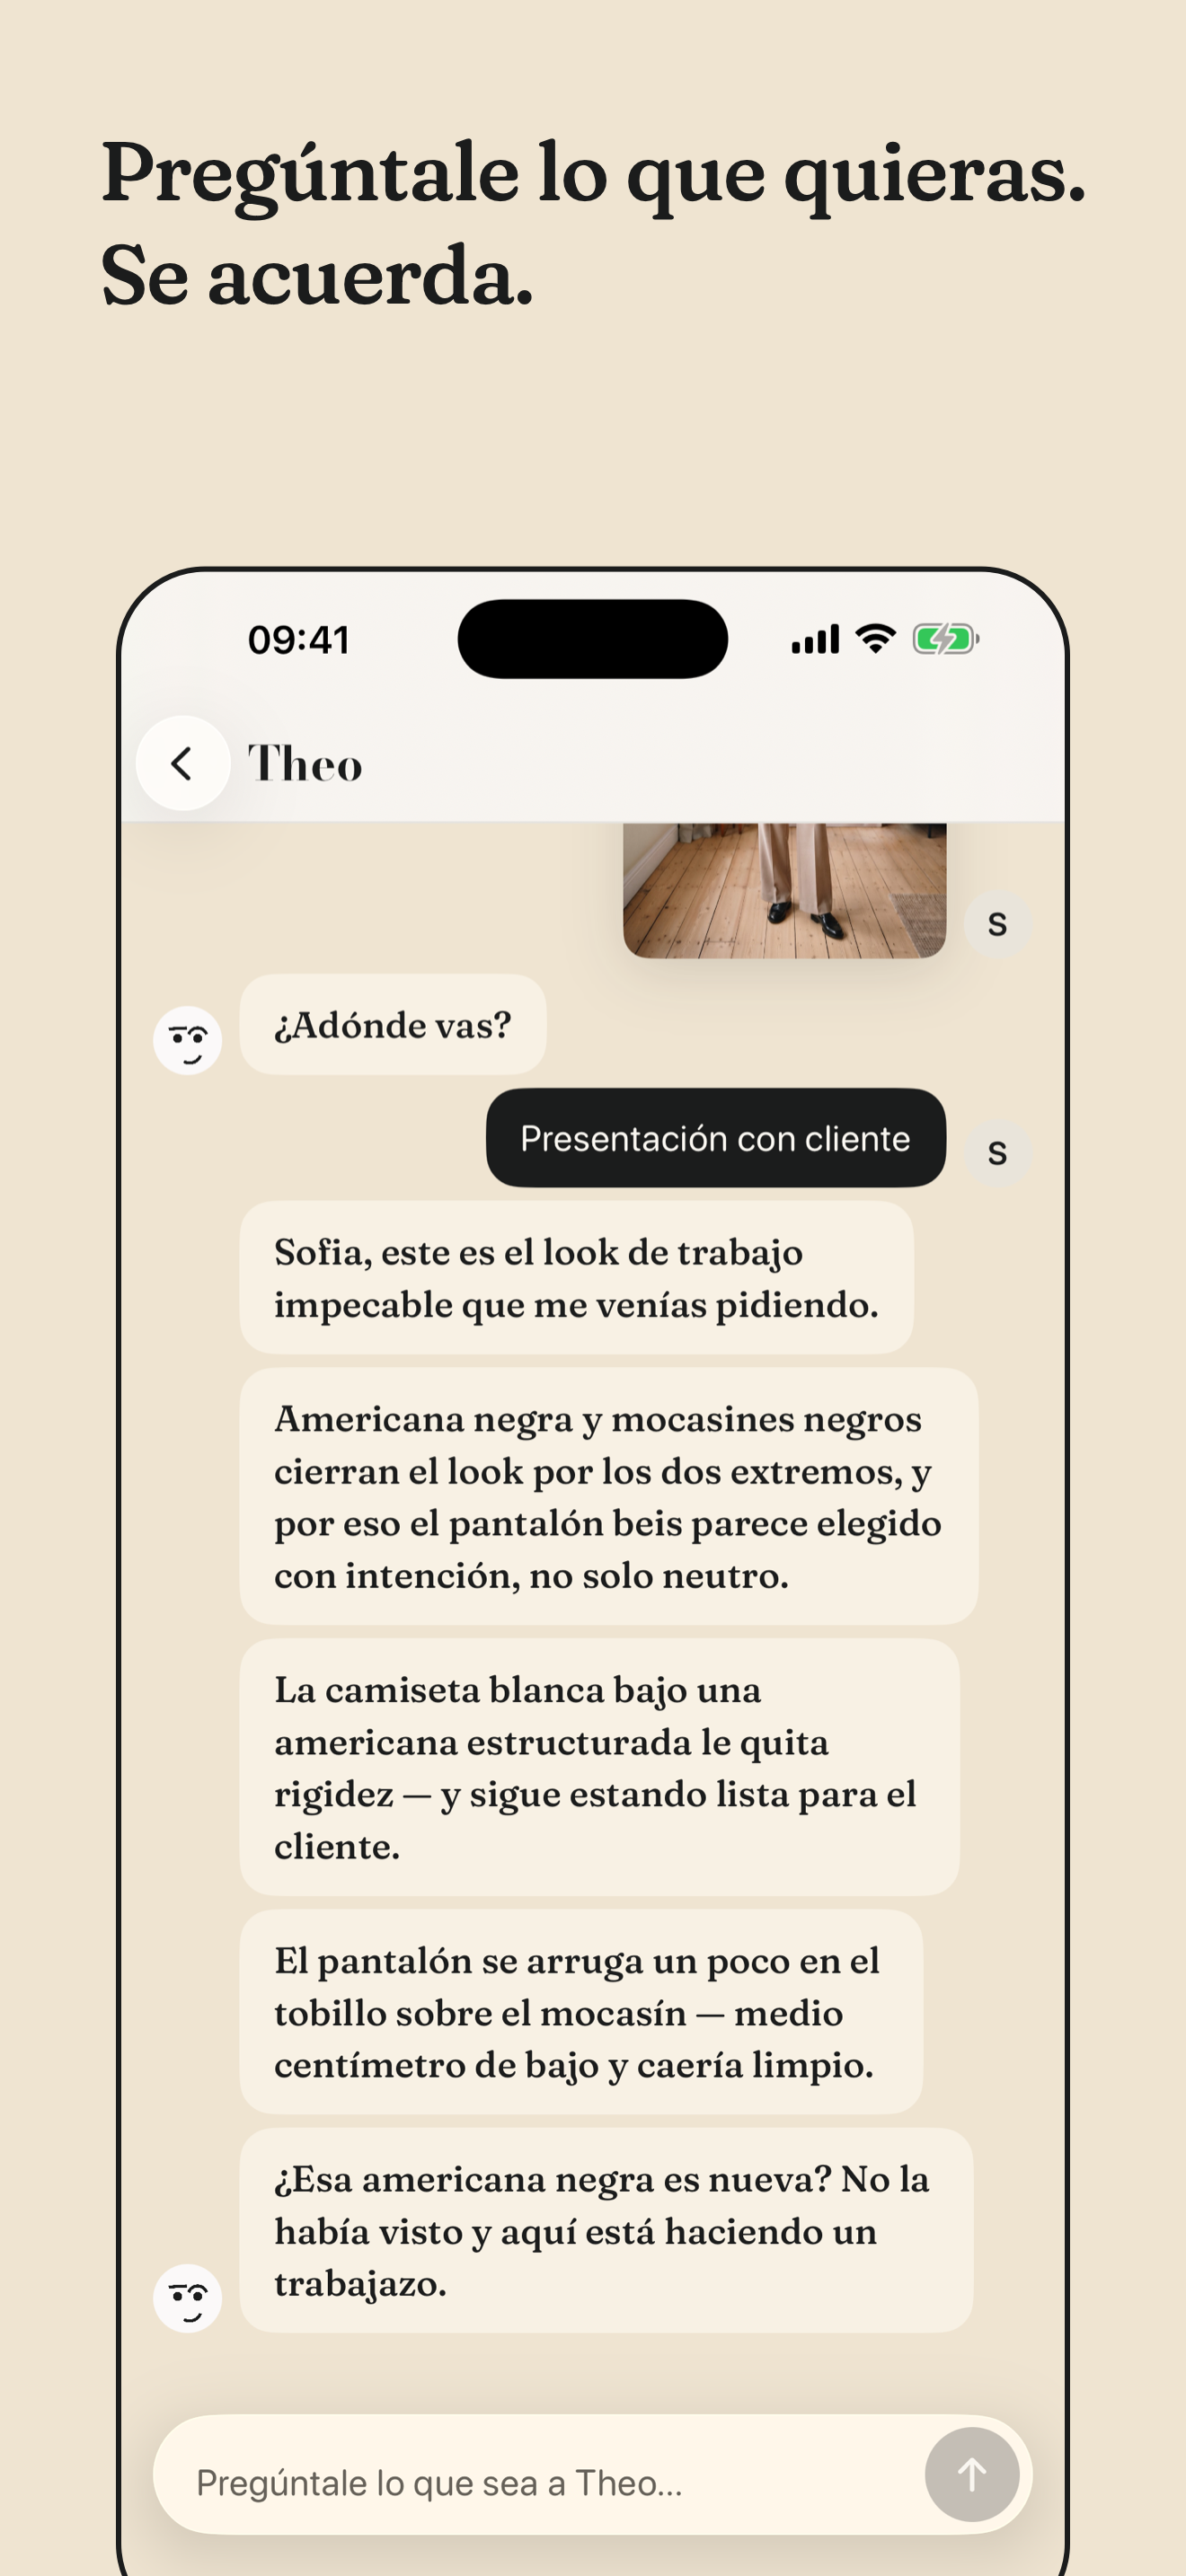 Pregúntale lo que quieras.
Se acuerda.
09:41
Theo
S
¿Adónde vas?
Presentación con cliente
S
Sofia, este es el look de trabajo
impecable que me venías pidiendo.
Americana negra y mocasines negros
cierran el look por los dos extremos, y
por eso el pantalón beis parece elegido
con intención, no solo neutro.
La camiseta blanca bajo una
americana estructurada le quita
rigidez — y sigue estando lista para el
cliente.
El pantalón se arruga un poco en el
tobillo sobre el mocasín — medio
centímetro de bajo y caería limpio.
¿Esa americana negra es nueva? No la
había visto y aquí está haciendo un
trabajazo.
Pregúntale lo que sea a Theo...